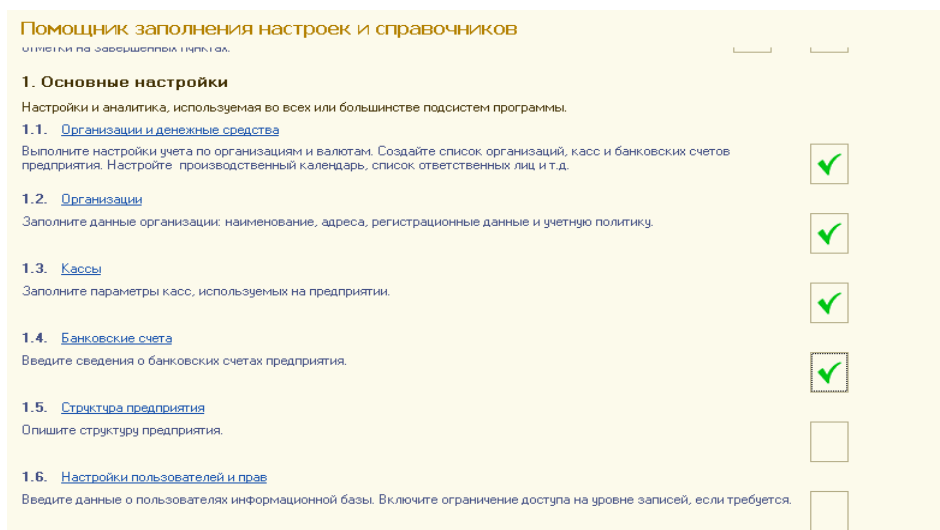 Помощник заполнения настроек и справочников
отметки на завершенных пунктах.
1. Основные настройки
Настройки и аналитика, используемая во всех или большинстве подсистем программы.
1.1. Организации и денежные средства
Выполните настройки учета по организациям и валютам. Создайте список организаций, касс и банковских счетов
предприятия. Настройте производственный календарь, список ответственных лиц и т.д.
1.2. Организации
Заполните данные организации: наименование, адреса, регистрационные данные и учетную политику.
1.3. Кассы
Заполните параметры касс, используемых на предприятии.
1.4. Банковские счета
Введите сведения о банковских счетах предприятия.
1.5. Структура предприятия
Опишите структуру предприятия.
1.6. Настройки пользователей и прав
Введите данные о пользователях информационной базы. Включите ограничение доступа на уровне записей, если требуется.